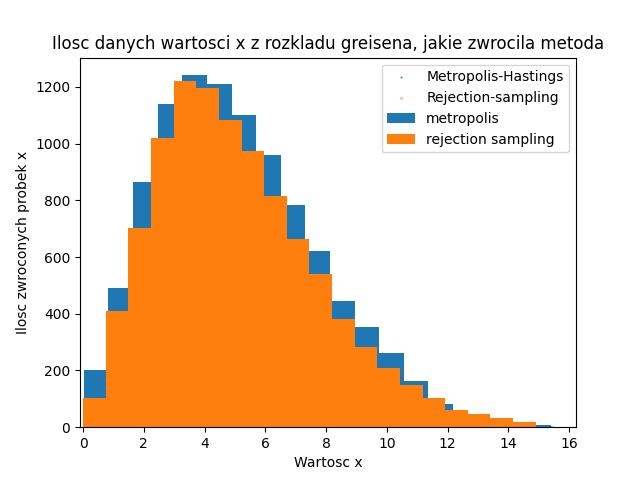 Ilosc danych wartosci x z rozkladu greisena, jakie zwrocila metoda
Metropolis-Hastings
Rejection-sampling
metropolis
rejection sampling
Ilosc zwroconych probek x
1200
1000
800
600
400
200
0
0 2 4 6 8 10 12 14 16
Wartosc x